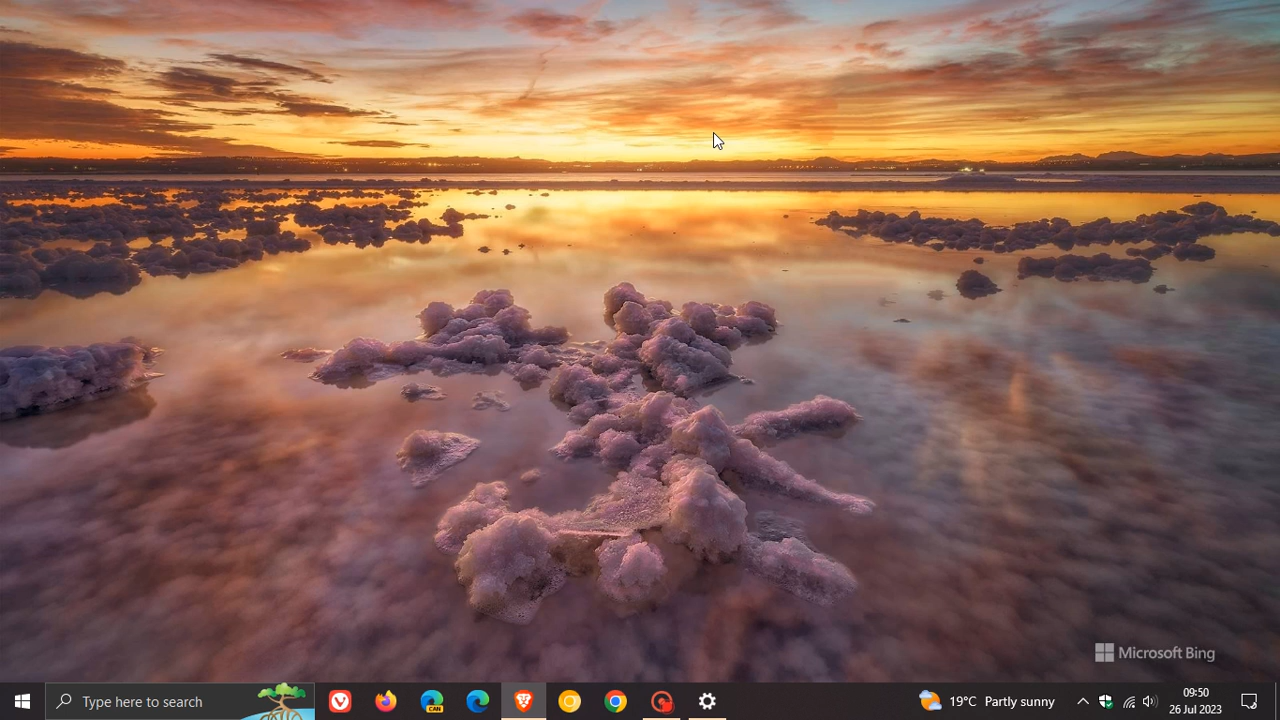 Microsoft Bing
Type here to search
CAN
19°C Partly sunny
09:50
26 Jul 2023